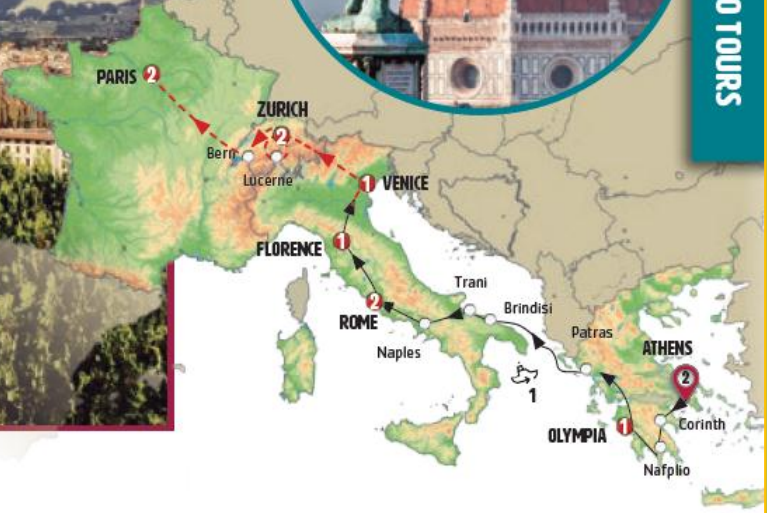 O TOURS
PARIS 2
ZURICH
2
Bern
Lucerne
1 VENICE
FLORENCE 1
2
ROME
Trani
Brindisi
Naples
Patras
ATHENS
2
1
OLYMPIA 1
Corinth
Nafplio